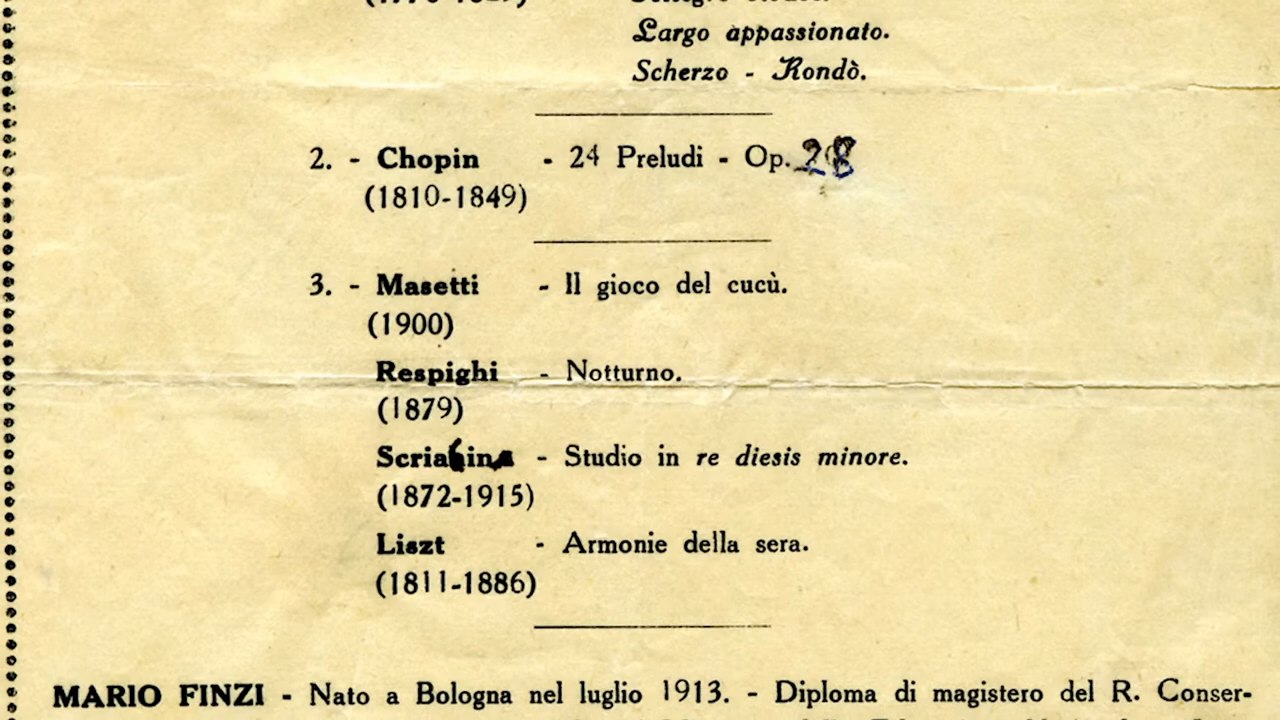 Largo appassionato.
Scherzo - Rondò.
2. - Chopin - 24 Preludi - Op. 28
(1810-1849)
3. - Masetti - Il gioco del cucù.
(1900)
Respighi - Notturno.
(1879)
Scriabin - Studio in re diesis minore.
(1872-1915)
Liszt - Armonie della sera.
(1811-1886)
MARIO FINZI - Nato a Bologna nel luglio 1913. - Diploma di magistero del R. Conser-